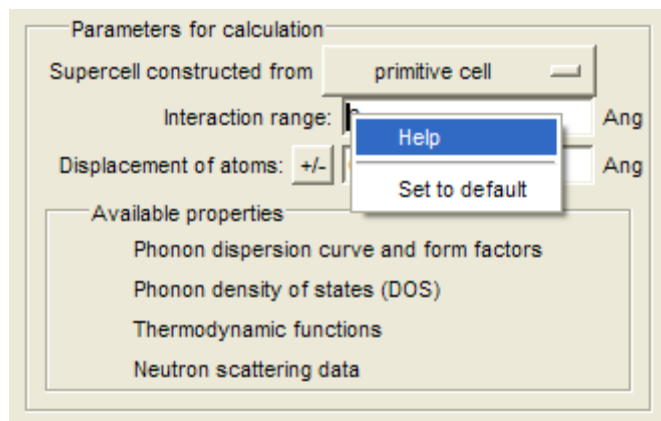 Parameters for calculation
Supercell constructed from primitive cell
Interaction range: Ang
Help
Displacement of atoms: +/- Ang
Set to default
Available properties
Phonon dispersion curve and form factors
Phonon density of states (DOS)
Thermodynamic functions
Neutron scattering data